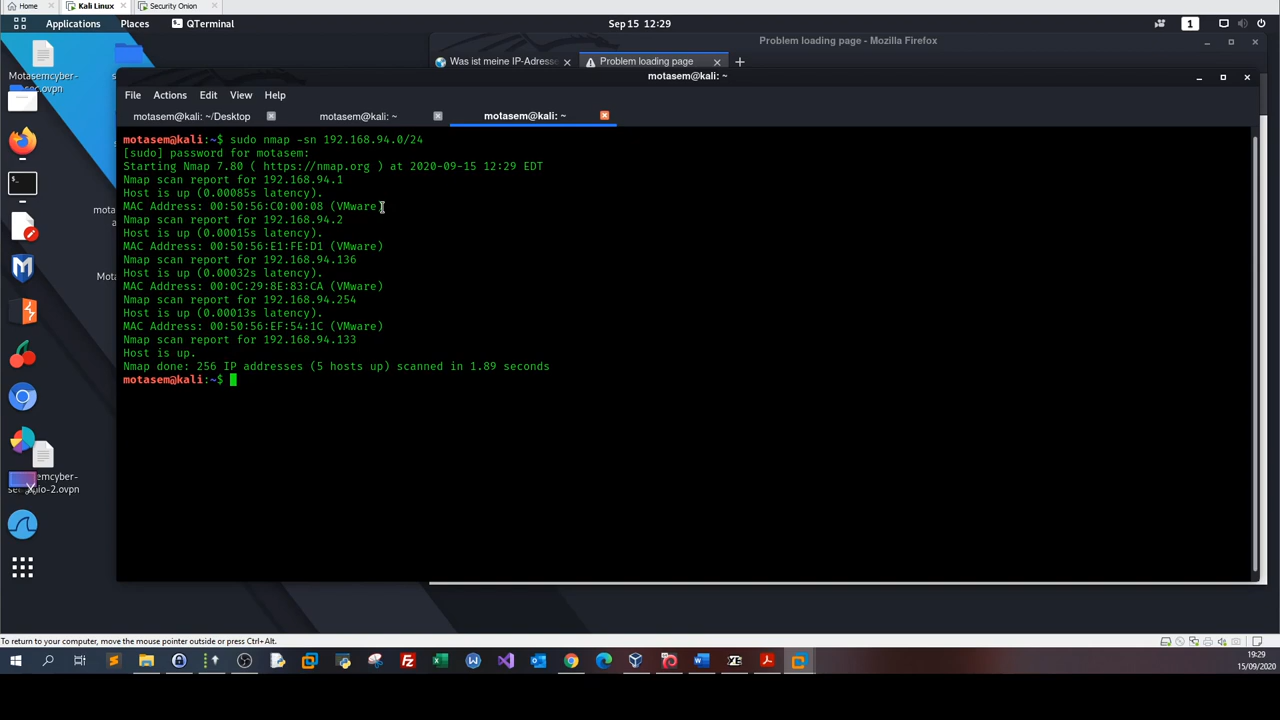 Home
Kali Linux
Security Onion
Applications
Places
QTerminal
Sep 15 12:29
1
Problem loading page - Mozilla Firefox
Motasemcyber-
sec.ovpn
Was ist meine IP-Adresse
Problem loading page
motasem@kali: ~
File
Actions
Edit
View
Help
motasem@kali: ~/Desktop
motasem@kali: ~
motasem@kali: ~
motasem@kali:~$ sudo nmap -sn 192.168.94.0/24
[sudo] password for motasem:
Starting Nmap 7.80 ( https://nmap.org ) at 2020-09-15 12:29 EDT
Nmap scan report for 192.168.94.1
Host is up (0.00085s latency).
MAC Address: 00:50:56:C0:00:08 (VMware)
Nmap scan report for 192.168.94.2
Host is up (0.00015s latency).
MAC Address: 00:50:56:E1:FE:D1 (VMware)
Nmap scan report for 192.168.94.136
Host is up (0.00032s latency).
MAC Address: 00:0C:29:8E:83:CA (VMware)
Nmap scan report for 192.168.94.254
Host is up (0.00013s latency).
MAC Address: 00:50:56:EF:54:1C (VMware)
Nmap scan report for 192.168.94.133
Host is up.
Nmap done: 256 IP addresses (5 hosts up) scanned in 1.89 seconds
motasem@kali:~$
mota
Mot
emcyber-
io-2.ovpn
To return to your computer, move the mouse pointer outside or press Ctrl+Alt.
19:29
15/09/2020